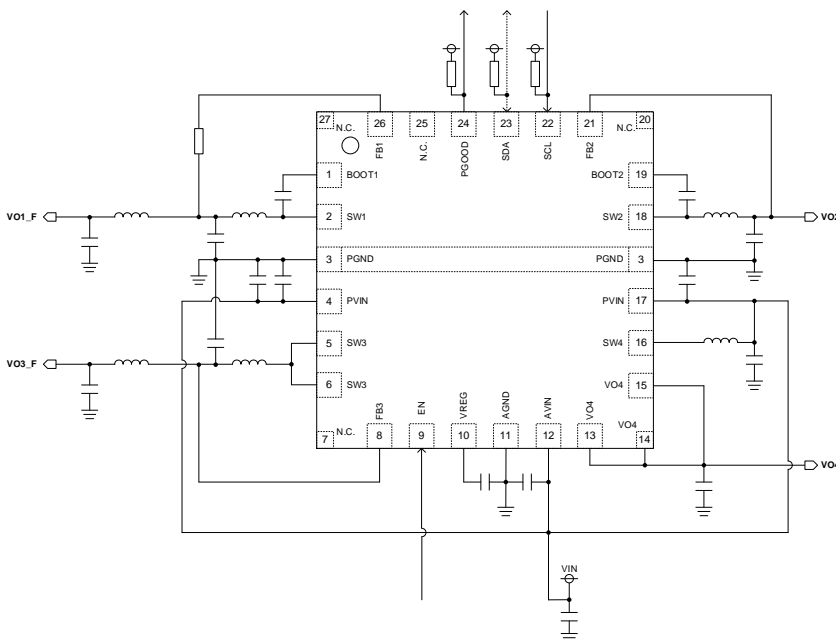 27
N.C.
26
FB1
25
N.C.
24
PGOOD
23
SDA
22
SCL
21
FB2
20
N.C.
1
BOOT1
BOOT2
19
VO1_F
2
SW1
SW2
18
3
PGND
PGND
3
4
PVIN
PVIN
17
5
SW3
SW4
16
VO3_F
6
SW3
VO4
15
7
N.C.
FB3
8
EN
9
VREG
10
AGND
11
AVIN
12
VO4
13
VO4
14
VIN